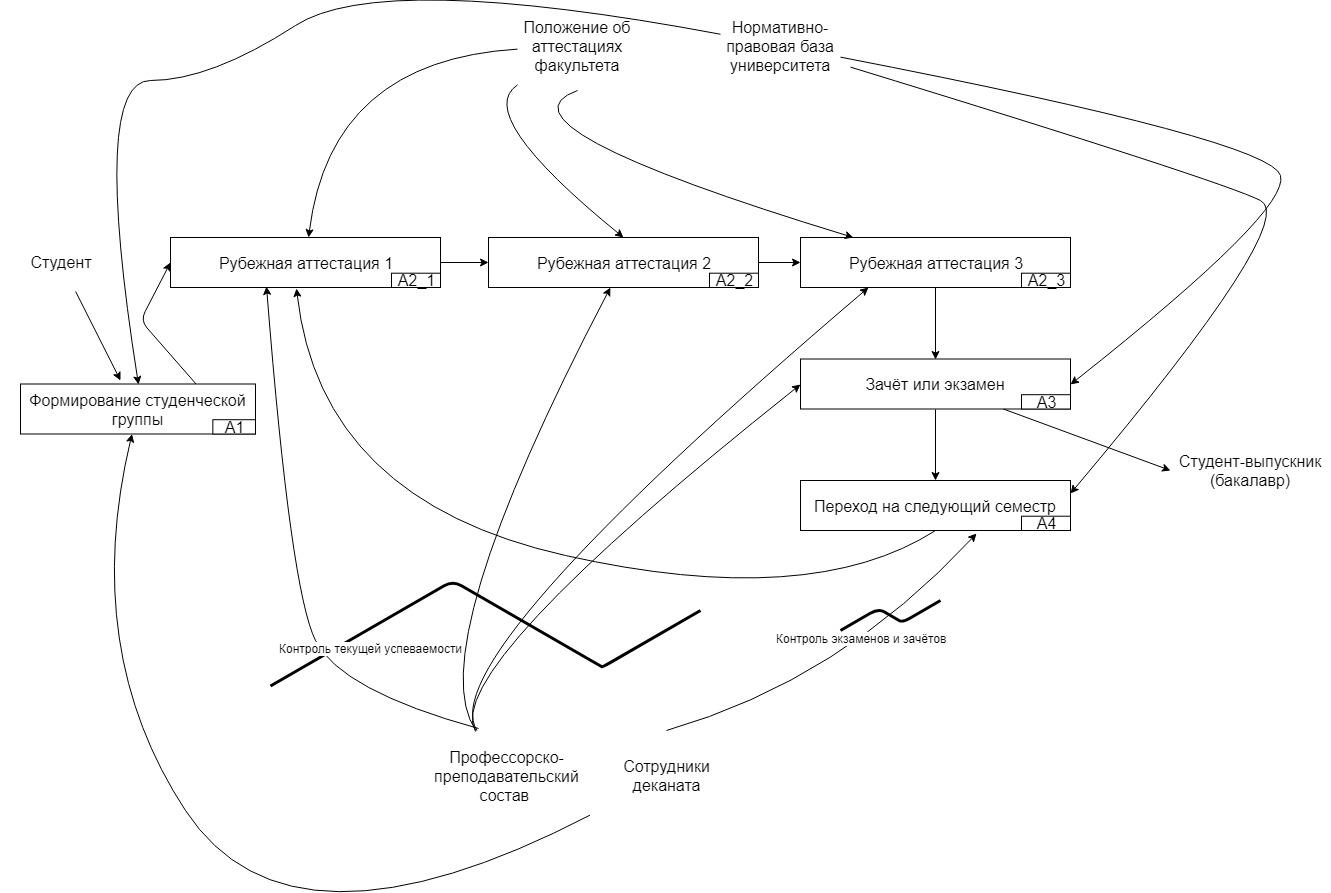 Положение об
аттестациях
факультета
Нормативно-
правовая база
университета
Студент
Рубежная аттестация 1
A2_1
Рубежная аттестация 2
A2_2
Рубежная аттестация 3
A2_3
Формирование студенческой
группы
A1
Зачёт или экзамен
A3
Студент-выпускник
(бакалавр)
Переход на следующий семестр
A4
Контроль текущей успеваемости
Контроль экзаменов и зачётов
Профессорско-
преподавательский
состав
Сотрудники
деканата